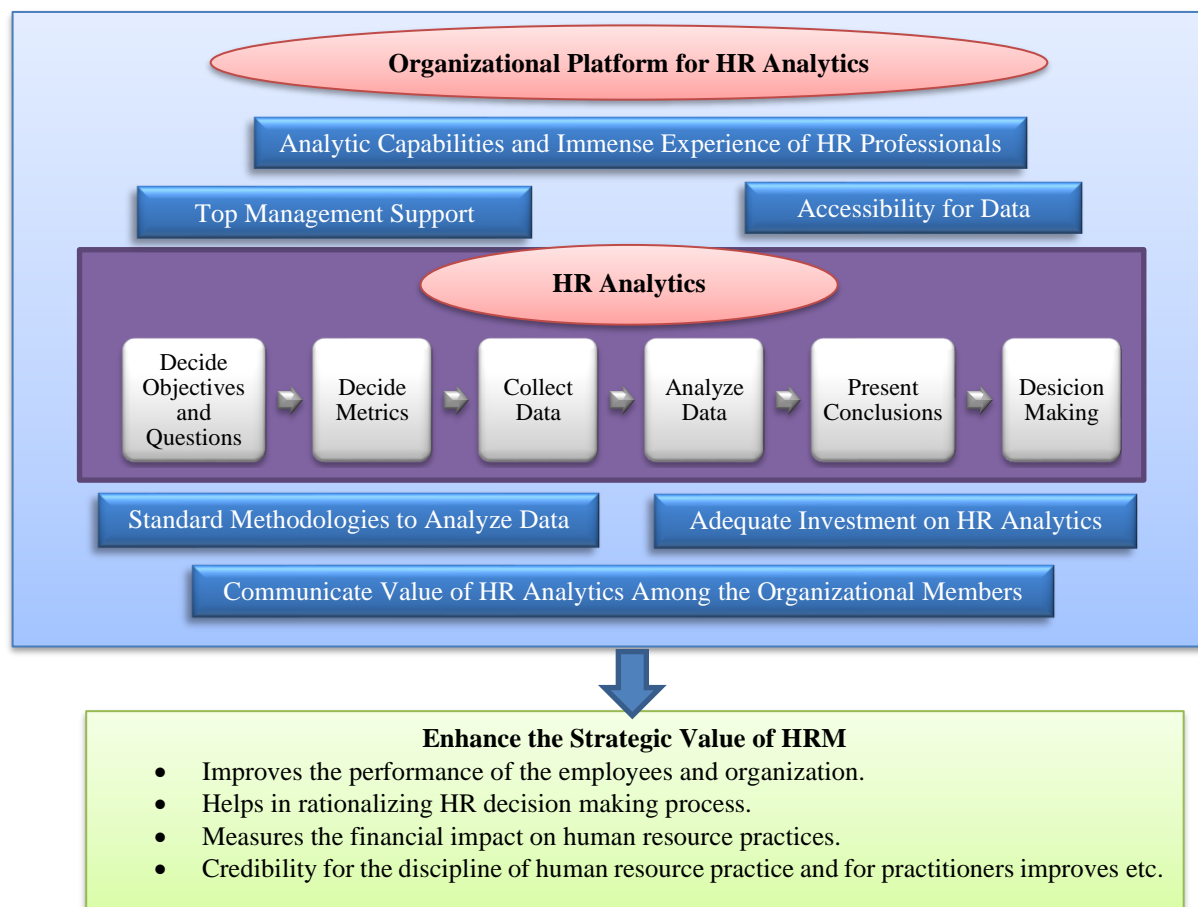 Organizational Platform for HR Analytics
Analytic Capabilities and Immense Experience of HR Professionals
Top Management Support
Accessibility for Data
HR Analytics
Decide
Objectives
and
Questions
Decide
Metrics
Collect
Data
Analyze
Data
Present
Conclusions
Desicion
Making
Standard Methodologies to Analyze Data
Adequate Investment on HR Analytics
Communicate Value of HR Analytics Among the Organizational Members
Enhance the Strategic Value of HRM
• Improves the performance of the employees and organization.
• Helps in rationalizing HR decision making process.
• Measures the financial impact on human resource practices.
• Credibility for the discipline of human resource practice and for practitioners improves etc.